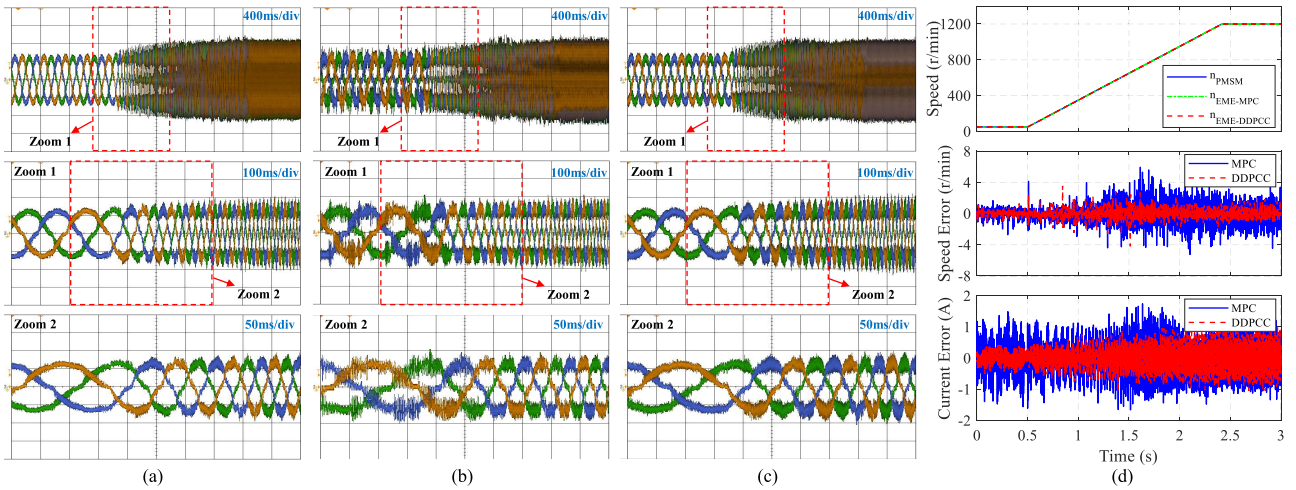 400ms/div
Zoom 1
Zoom 1
100ms/div
Zoom 2
Zoom 2
50ms/div
(a)
400ms/div
Zoom 1
Zoom 1
100ms/div
Zoom 2
Zoom 2
50ms/div
(b)
400ms/div
Zoom 1
Zoom 1
100ms/div
Zoom 2
Zoom 2
50ms/div
(c)
Speed (r/min)
1200
800
400
0
n_PMSM
n_EME-MPC
n_EME-DDPCC
Speed Error (r/min)
8
4
0
-4
-8
MPC
DDPCC
Current Error (A)
2
1
0
-1
-2
MPC
DDPCC
0 0.5 1 1.5 2 2.5 3
Time (s)
(d)